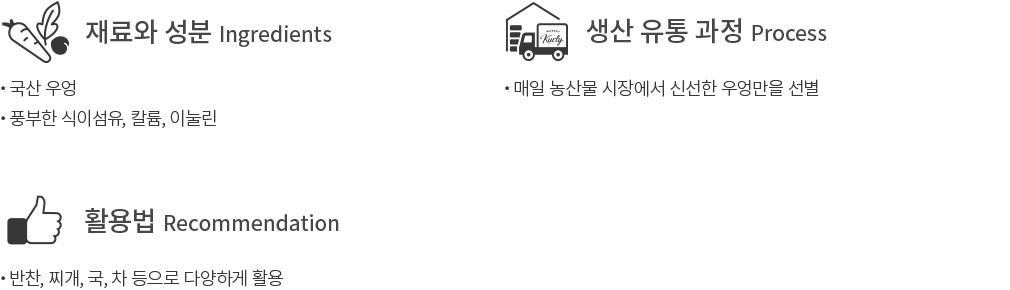 재료와 성분 Ingredients
• 국산 우엉
• 풍부한 식이섬유, 칼륨, 이눌린
생산 유통 과정 Process
Kurly
• 매일 농산물 시장에서 신선한 우엉만을 선별
활용법 Recommendation
• 반찬, 찌개, 국, 차 등으로 다양하게 활용